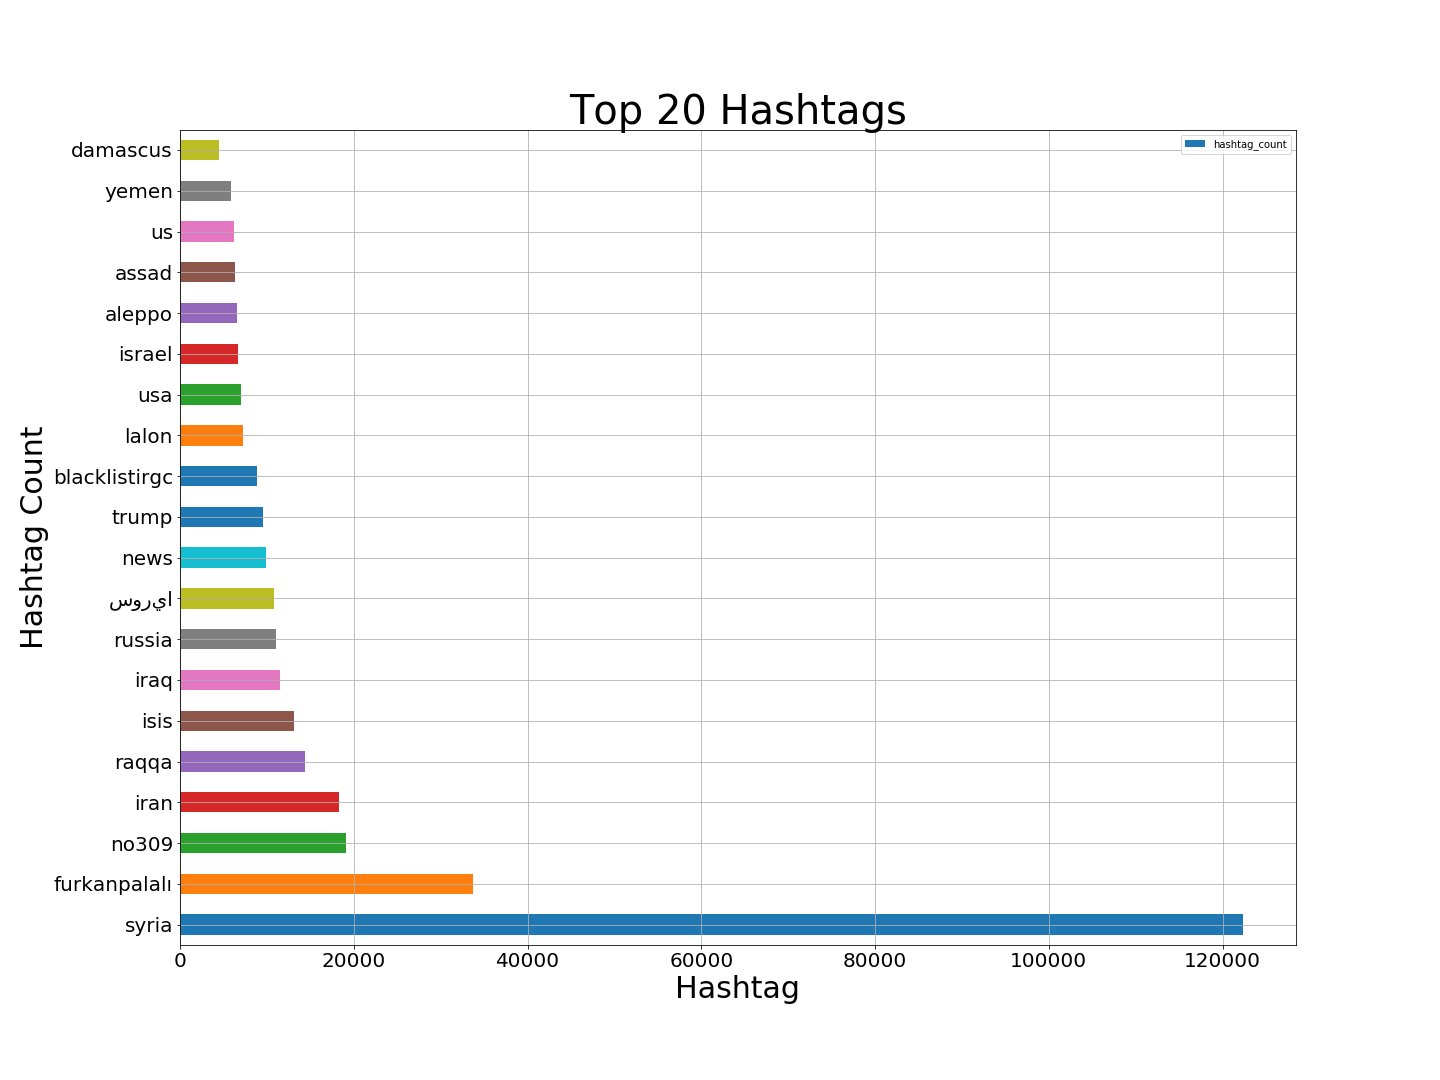 Top 20 Hashtags
hashtag_count
damascus
yemen
us
assad
aleppo
israel
usa
lalon
blacklistirgc
trump
news
ايروس
russia
iraq
isis
raqqa
iran
no309
furkanpalalı
syria
Hashtag Count
0 20000 40000 60000 80000 100000 120000
Hashtag